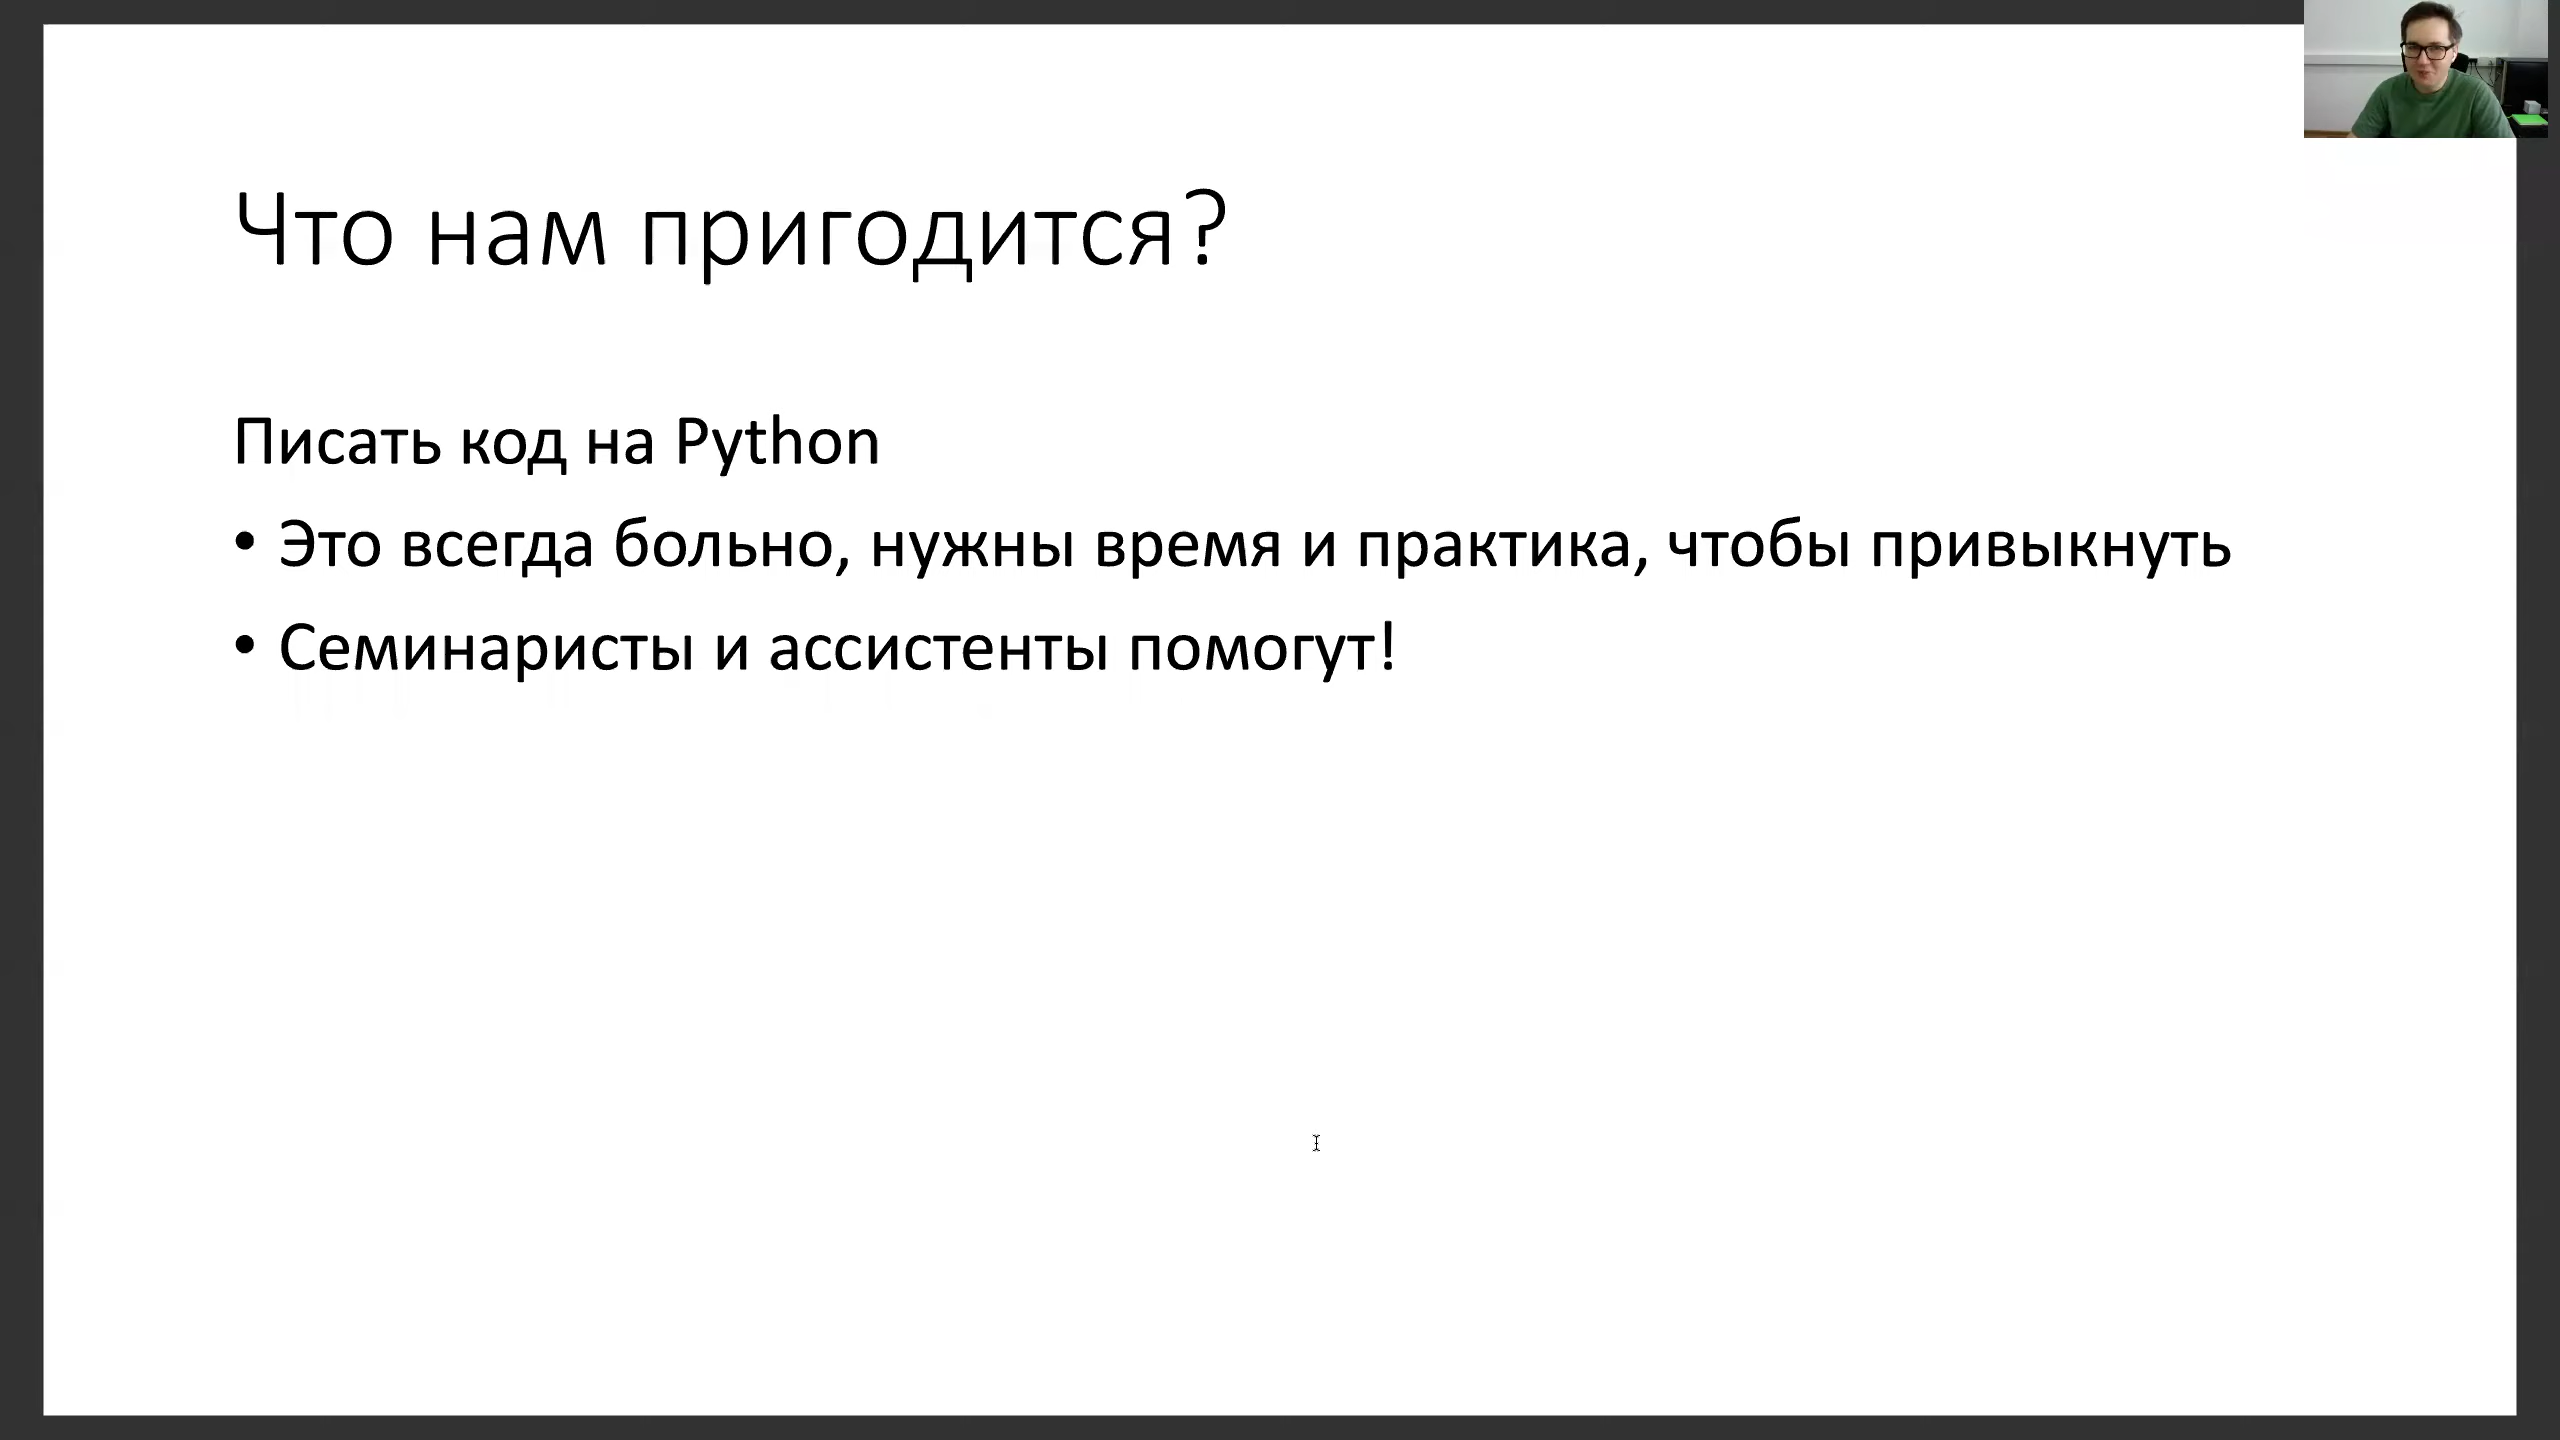 Что нам пригодится?
Писать код на Python
• Это всегда больно, нужны время и практика, чтобы привыкнуть
• Семинаристы и ассистенты помогут!